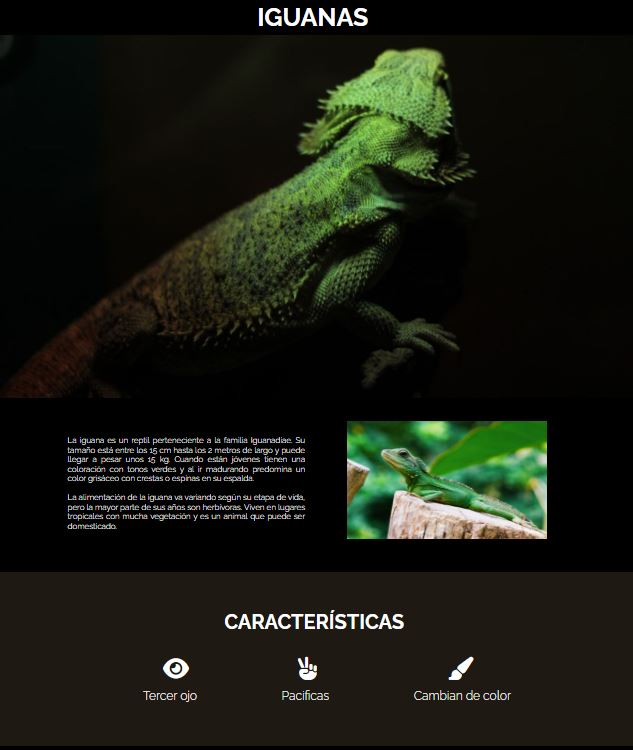 IGUANAS
La iguana es un reptil perteneciente a la familia Iguanadiae. Su
tamaño está entre los 15 cm hasta los 2 metros de largo y puede
llegar a pesar unos 15 kg. Cuando están jóvenes tienen una
coloración con tonos verdes y al ir madurando predomina un
color grisáceo con crestas o espinas en su espalda.
La alimentación de la iguana va variando según su etapa de vida,
pero la mayor parte de sus años son herbívoras. Viven en lugares
tropicales con mucha vegetación y es un animal que puede ser
domesticado.
CARACTERÍSTICAS
Tercer ojo
Pacificas
Cambian de color